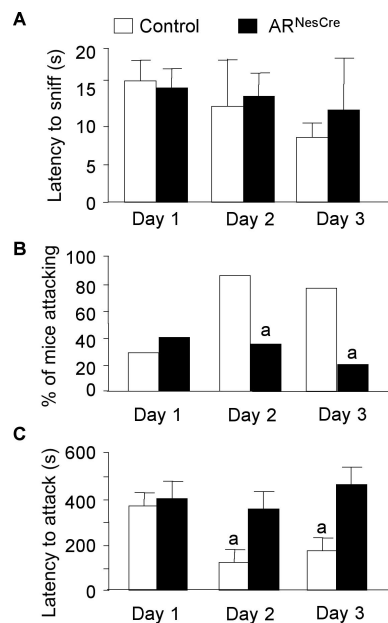 A
Control
AR^NesCre
Latency to sniff (s)
20
15
10
15
0
Day 1
Day 2
Day 3
B
% of mice attacking
100
80
60
40
20
0
a
a
Day 1
Day 2
Day 3
C
Latency to attack (s)
600
400
200
0
a
a
Day 1
Day 2
Day 3